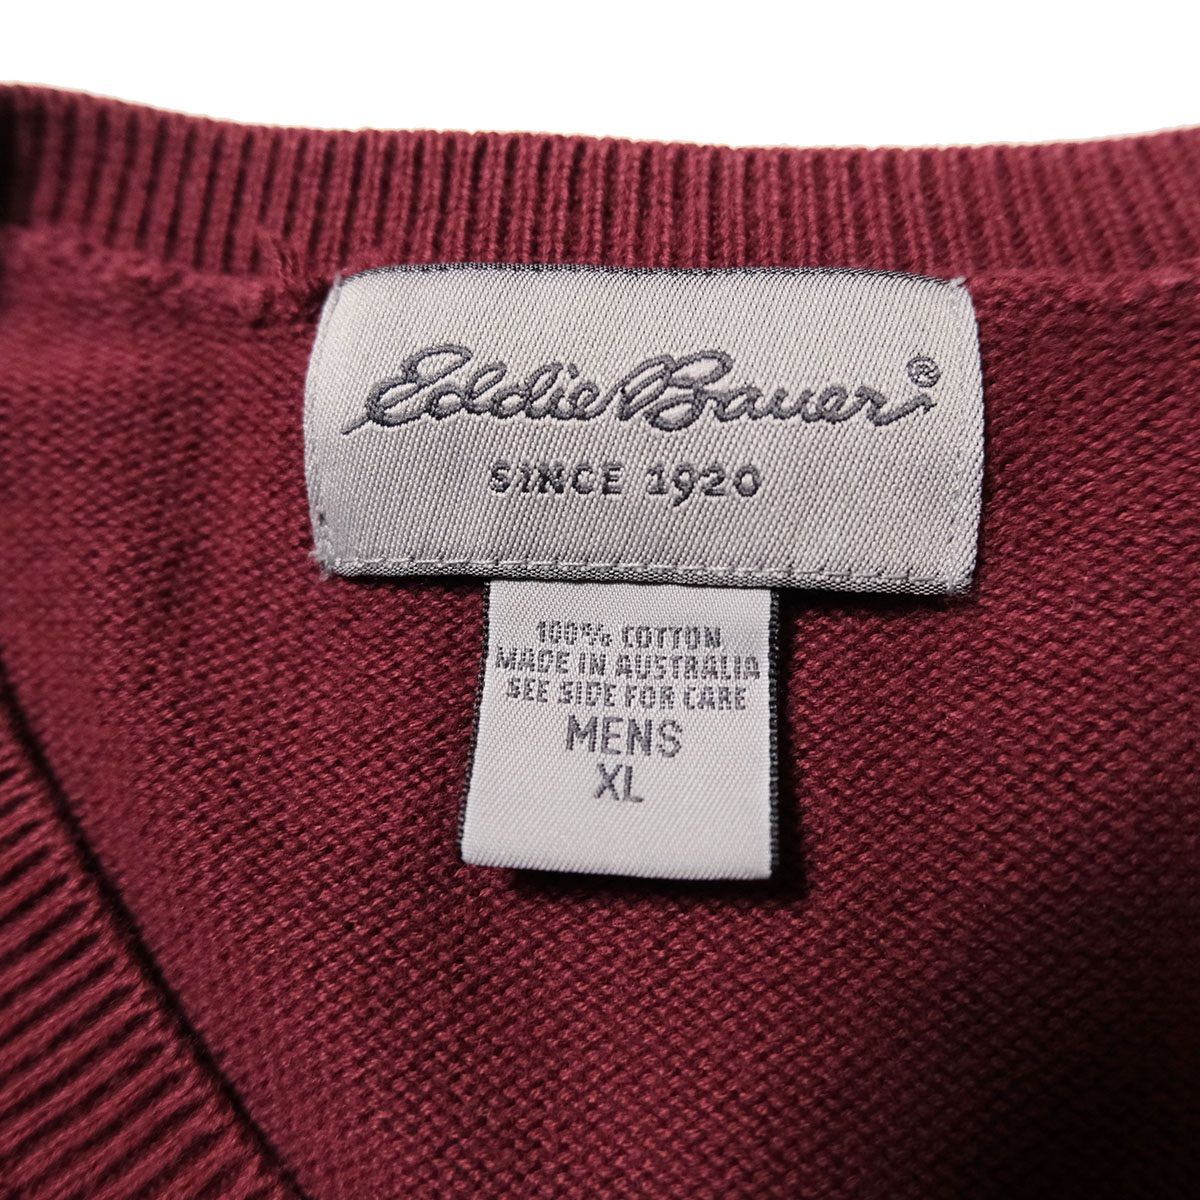 Eddie Bauer®
SINCE 1920
100% COTTON
MADE IN AUSTRALIA
SEE SIDE FOR CARE
MENS
XL